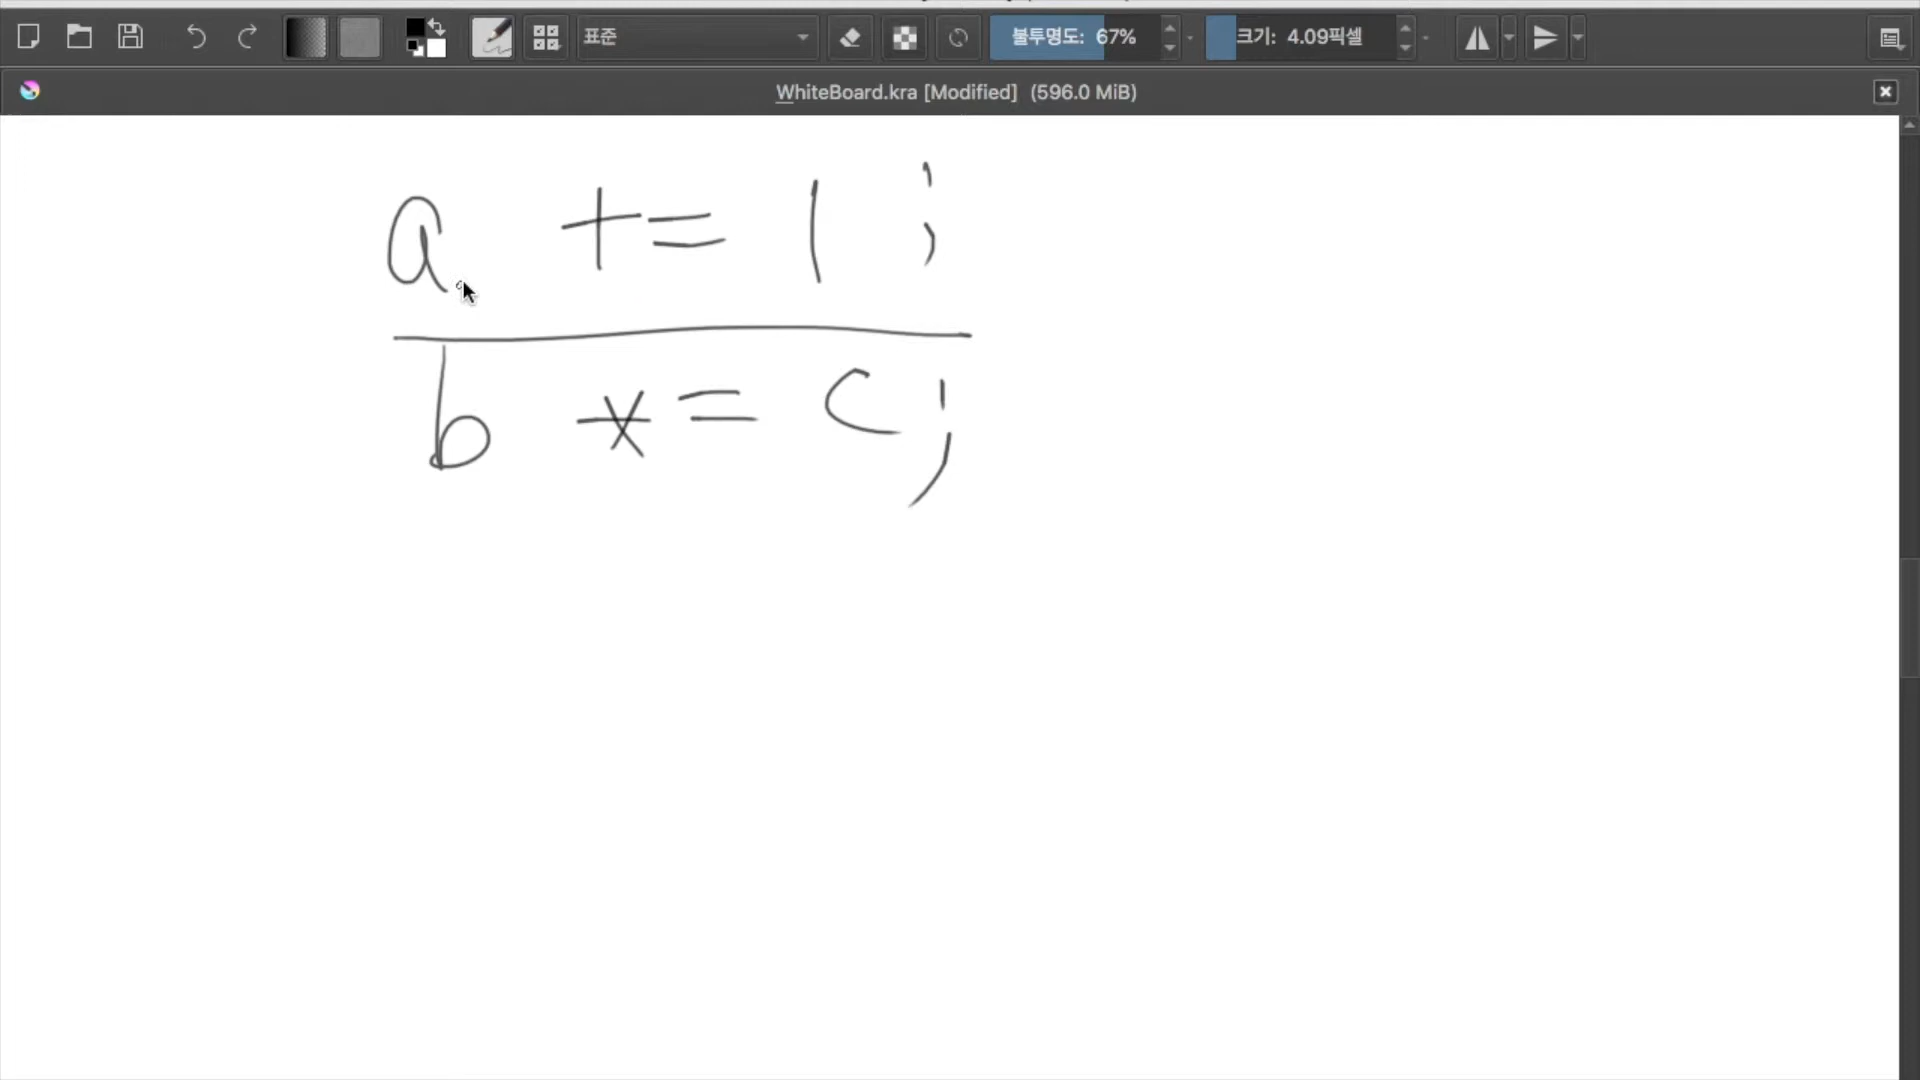 표준
불투명도: 67%
크기: 4.09픽셀
WhiteBoard.kra [Modified] (596.0 MiB)
a += 1 ;
b *= c ;